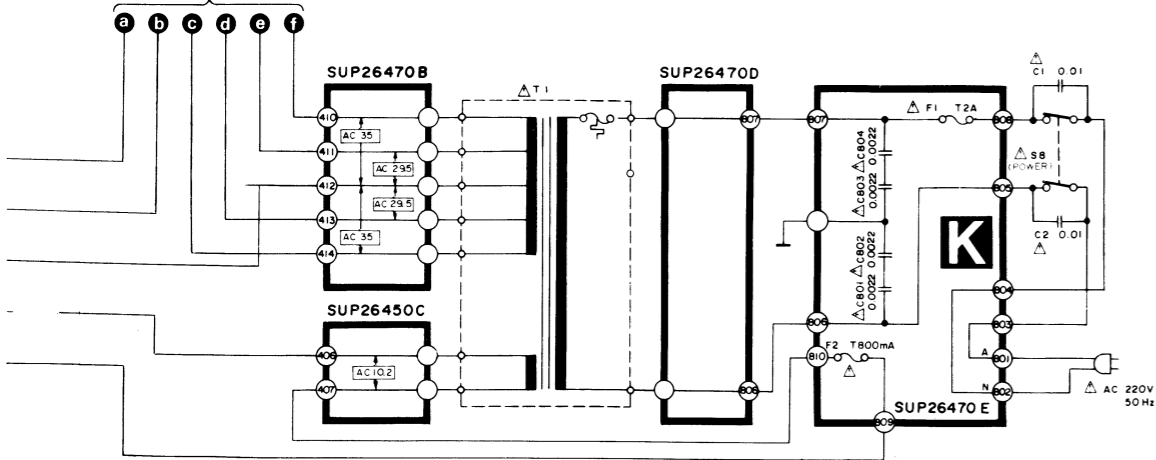 a b c d e f
SUP26470B
SUP26470D
T1
C1 0.01
F1 T2A
410
411
412
413
414
AC 35
AC 29.5
AC 29.5
AC 35
807
807
808
C803 C804
0.0022 0.0022
S8
(POWER)
805
C2 0.01
K
C801 C802
0.0022 0.0022
804
803
SUP26450C
806
F2 T800mA
810
406
407
AC10.2
806
A 801
N 802
AC 220V
50Hz
SUP26470E
809